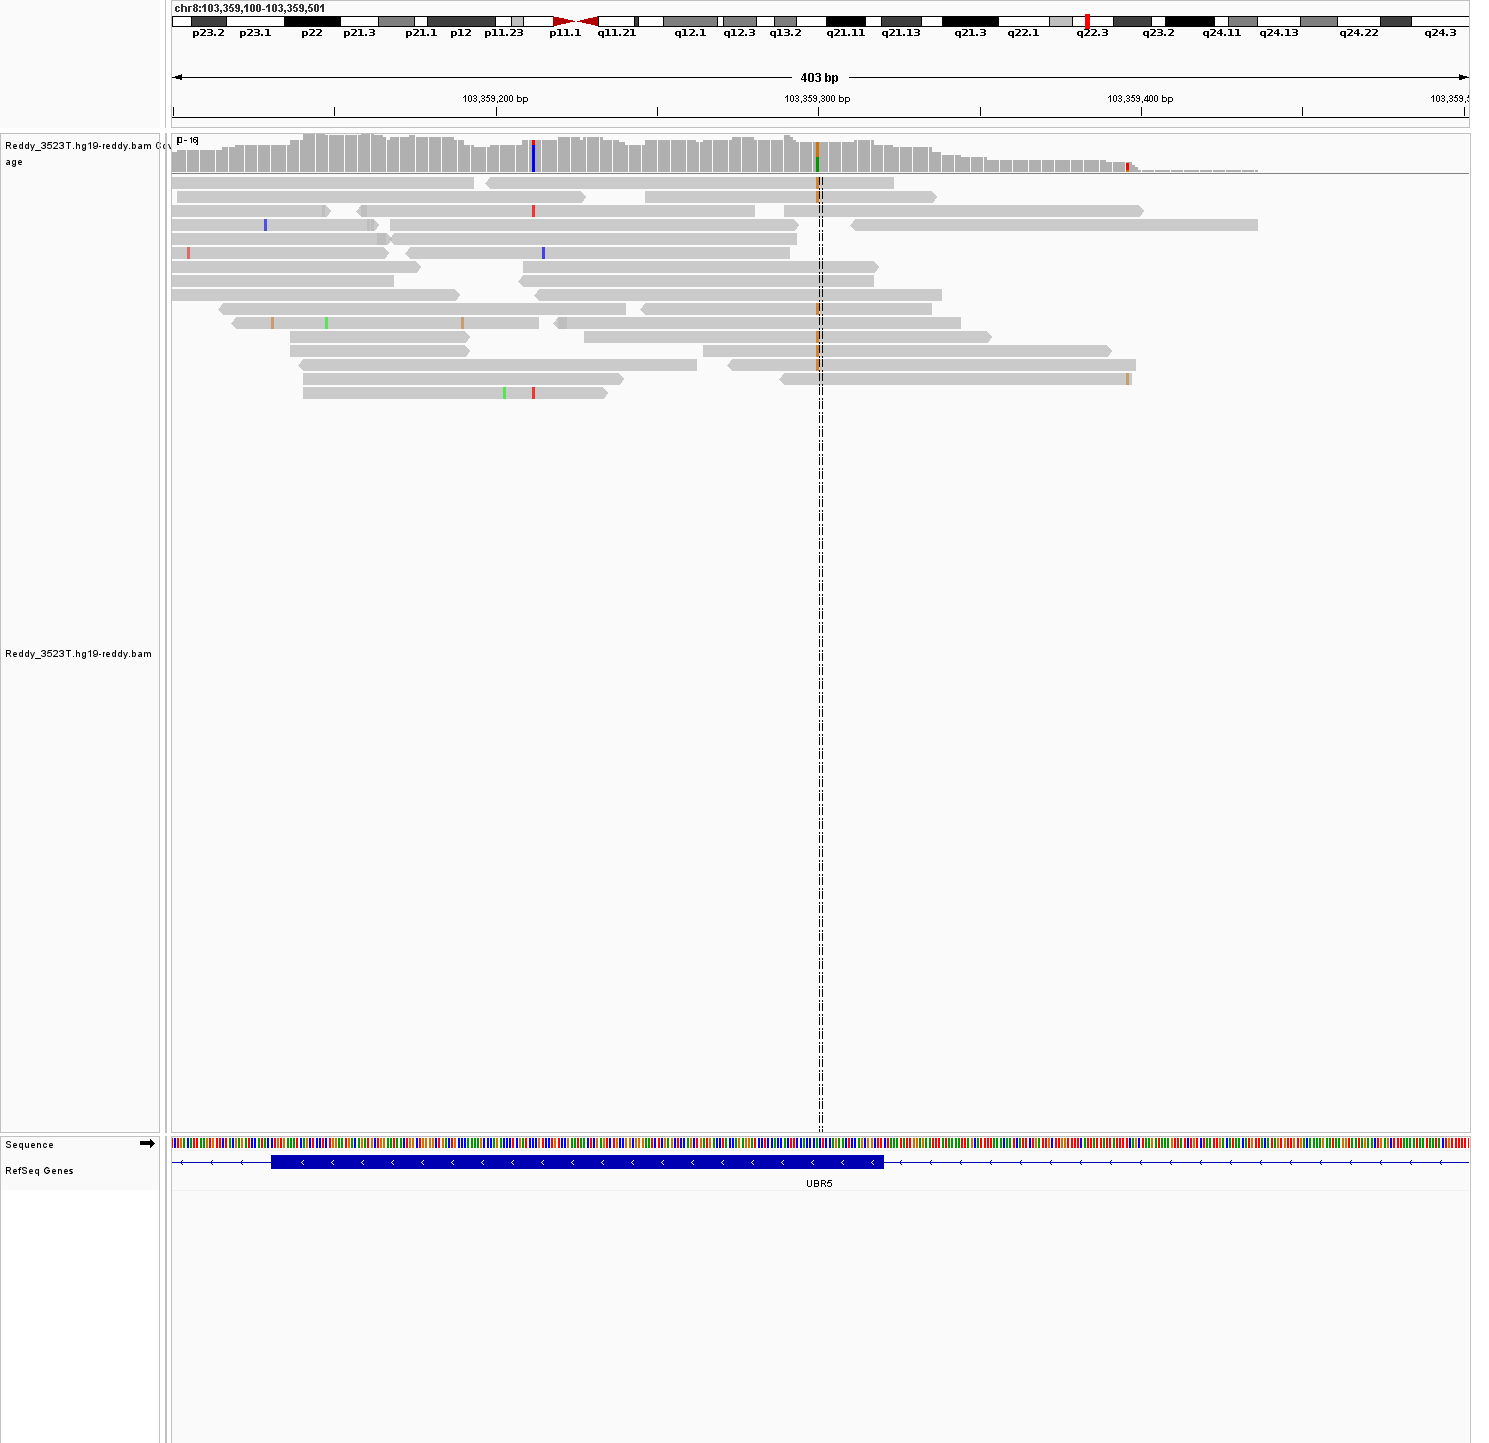 chr8:103,359,100-103,359,501
p23.2 p23.1 p22 p21.3 p21.1 p12 p11.23 p11.1 q11.21 q12.1 q12.3 q13.2 q21.11 q21.13 q21.3 q22.1 q22.3 q23.2 q24.11 q24.13 q24.22 q24.3
403 bp
103,359,200 bp 103,359,300 bp 103,359,400 bp
Reddy_3523T.hg19-reddy.bam
age
[0 - 16]
Reddy_3523T.hg19-reddy.bam
Sequence
RefSeq Genes
UBR5